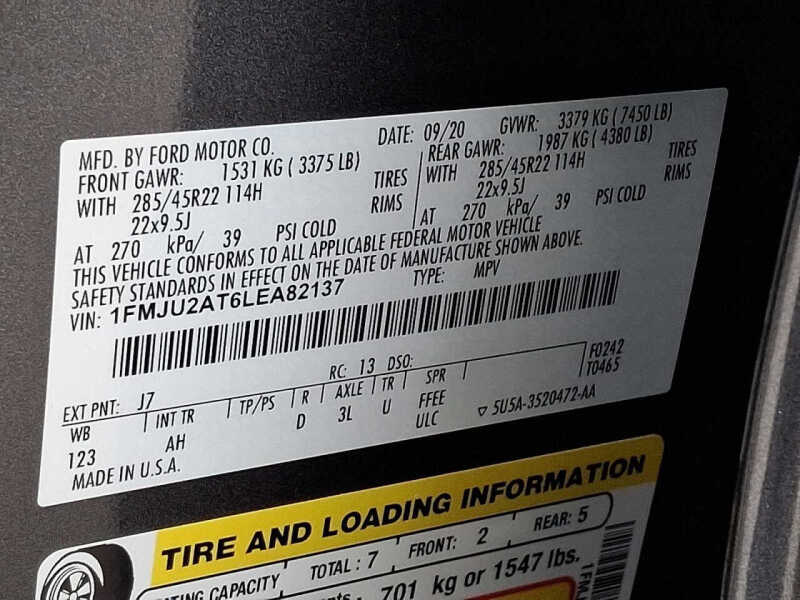 MFD. BY FORD MOTOR CO. DATE: 09/20 GVWR: 3379 KG (7450 LB)
FRONT GAWR: 1531 KG (3375 LB) REAR GAWR: 1987 KG (4380 LB)
WITH 285/45R22 114H TIRES WITH 285/45R22 114H TIRES
22x9.5J RIMS 22x9.5J RIMS
AT 270 kPa/ 39 PSI COLD AT 270 kPa/ 39 PSI COLD
THIS VEHICLE CONFORMS TO ALL APPLICABLE FEDERAL MOTOR VEHICLE
SAFETY STANDARDS IN EFFECT ON THE DATE OF MANUFACTURE SHOWN ABOVE.
VIN: 1FMJU2AT6LEA82137 TYPE: MPV
F0242
EXT PNT: J7 RC: 13 DSO: T0465
WB INT TR TP/PS R AXLE TR SPR
123 AH D 3L U FFEE
ULC ▽ 5U5A-3520472-AA
MADE IN U.S.A.
TIRE AND LOADING INFORMATION
SEATING CAPACITY TOTAL : 7 FRONT: 2 REAR: 5
701 kg or 1547 lbs.